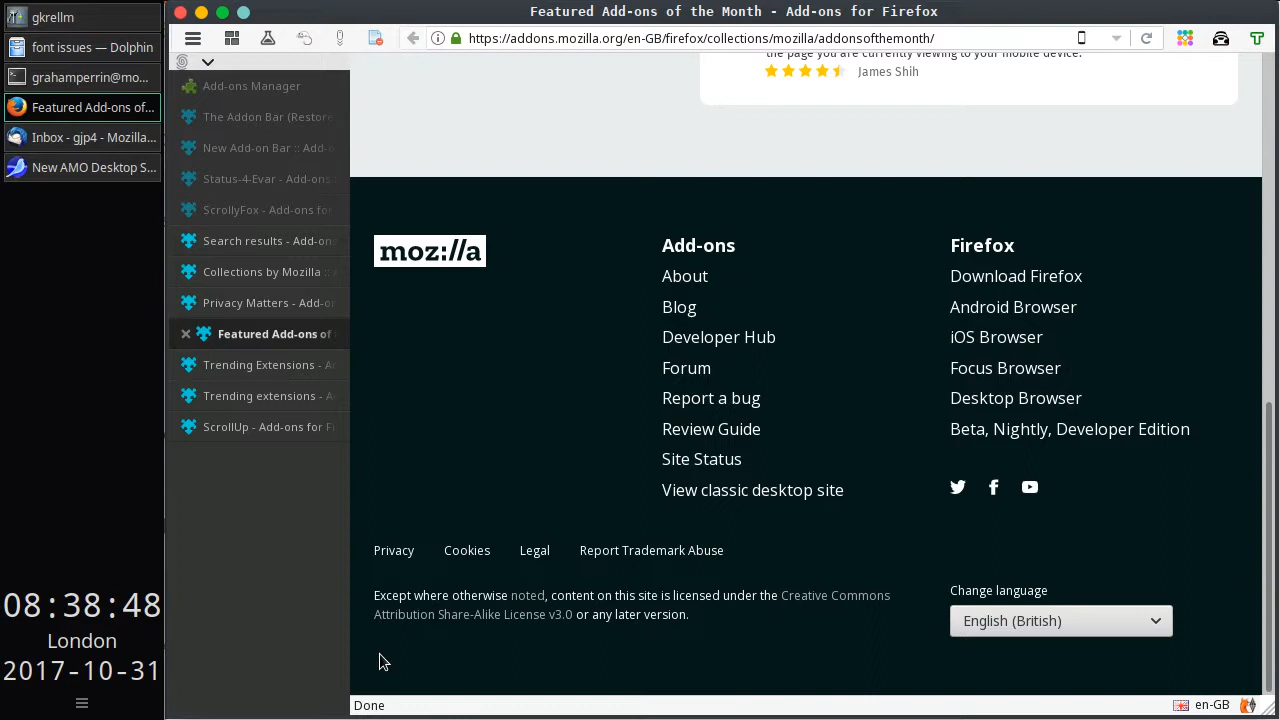 gkrellm
font issues — Dolphin
grahamperrin@mo...
Featured Add-ons of...
Inbox - gjp4 - Mozilla...
New AMO Desktop S...
08:38:48
London
2017-10-31
Featured Add-ons of the Month - Add-ons for Firefox
https://addons.mozilla.org/en-GB/firefox/collections/mozilla/addonsofthemonth/
Add-ons Manager
The Addon Bar (Restore
New Add-on Bar :: Add-o
Status-4-Evar - Add-ons
ScrollyFox - Add-ons for
Search results - Add-ons
Collections by Mozilla ::
Privacy Matters - Add-o
Featured Add-ons of
Trending Extensions - A
Trending extensions - A
ScrollUp - Add-ons for Fi
the page you are currently viewing to your mobile device.
James Shih
moz://a
Add-ons
About
Blog
Developer Hub
Forum
Report a bug
Review Guide
Site Status
View classic desktop site
Firefox
Download Firefox
Android Browser
iOS Browser
Focus Browser
Desktop Browser
Beta, Nightly, Developer Edition
Privacy
Cookies
Legal
Report Trademark Abuse
Except where otherwise noted, content on this site is licensed under the Creative Commons
Attribution Share-Alike License v3.0 or any later version.
Change language
English (British)
Done
en-GB